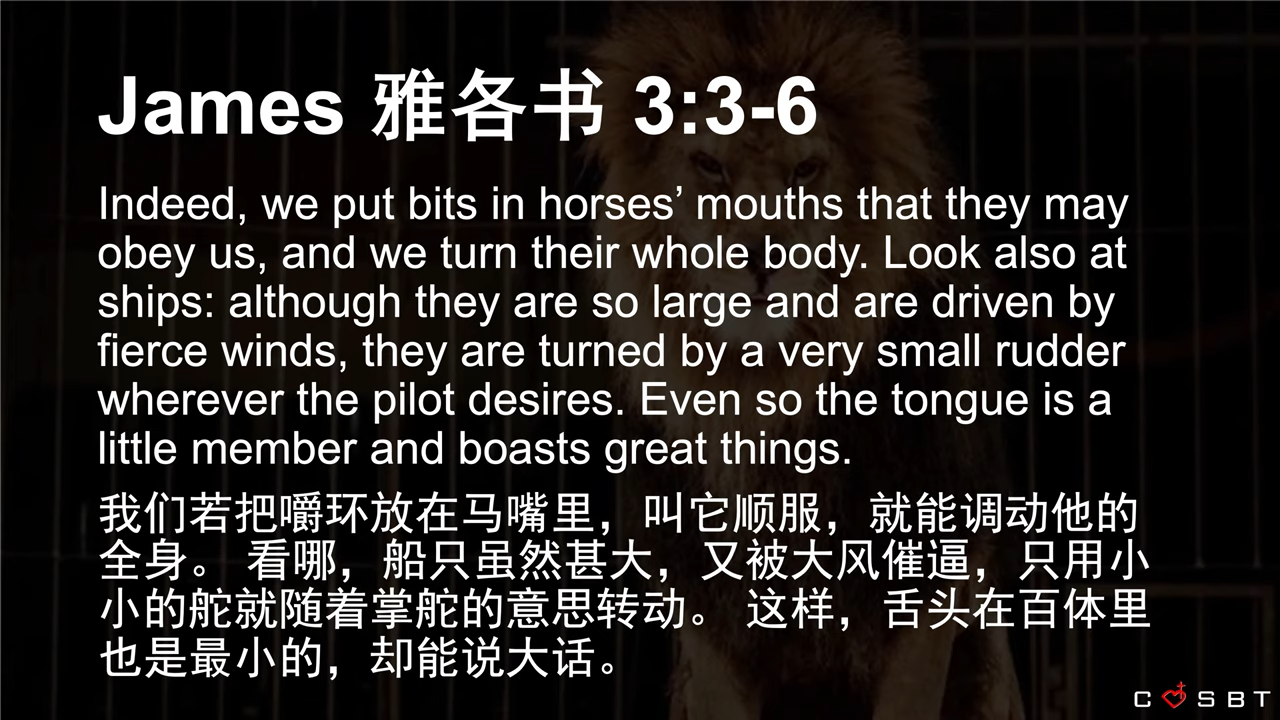 James 雅各书 3:3-6
Indeed, we put bits in horses’ mouths that they may
obey us, and we turn their whole body. Look also at
ships: although they are so large and are driven by
fierce winds, they are turned by a very small rudder
wherever the pilot desires. Even so the tongue is a
little member and boasts great things.
我们若把嚼环放在马嘴里，叫它顺服，就能调动他的
全身。 看哪，船只虽然甚大，又被大风催逼，只用小
小的舵就随着掌舵的意思转动。 这样，舌头在百体里
也是最小的，却能说大话。
C SBT